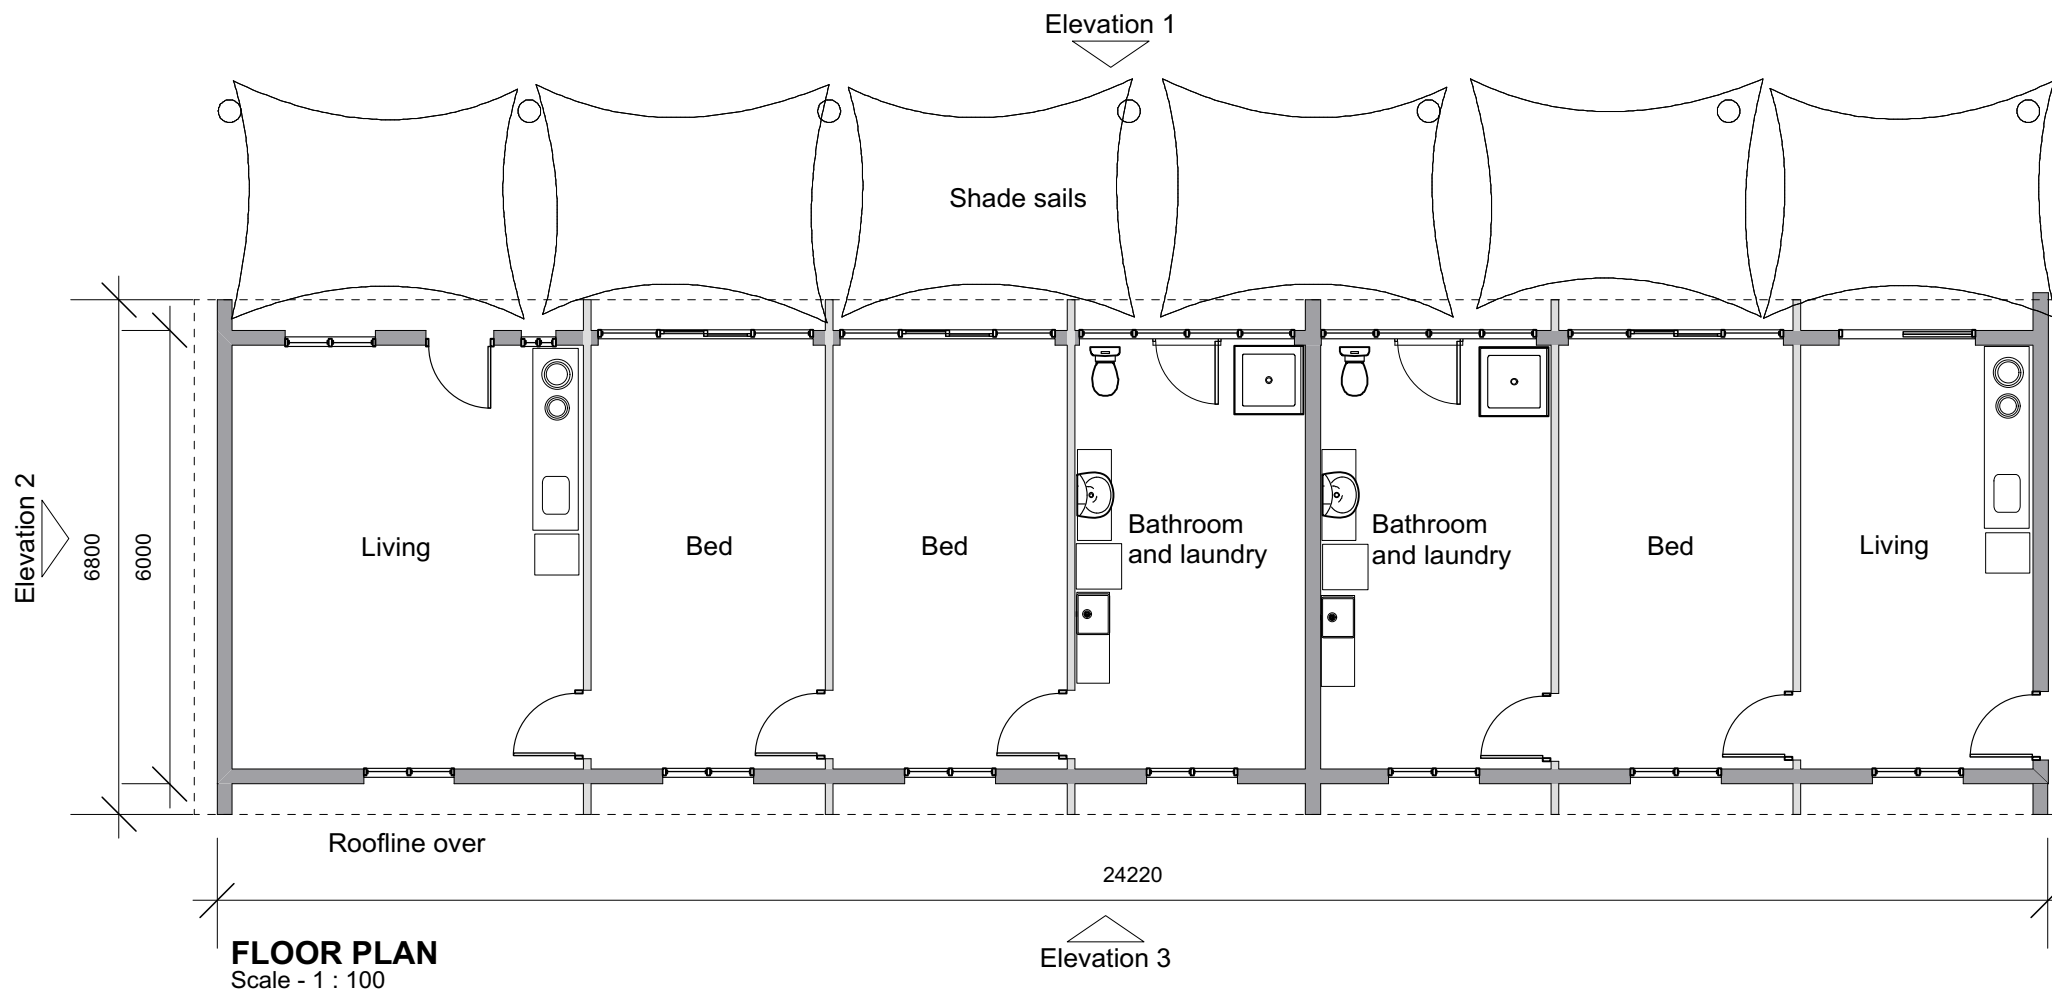 Elevation 1
Shade sails
Elevation 2
6800
6000
Living
Bed
Bed
Bathroom
and laundry
Bathroom
and laundry
Bed
Living
Roofline over
24220
FLOOR PLAN
Scale - 1 : 100
Elevation 3